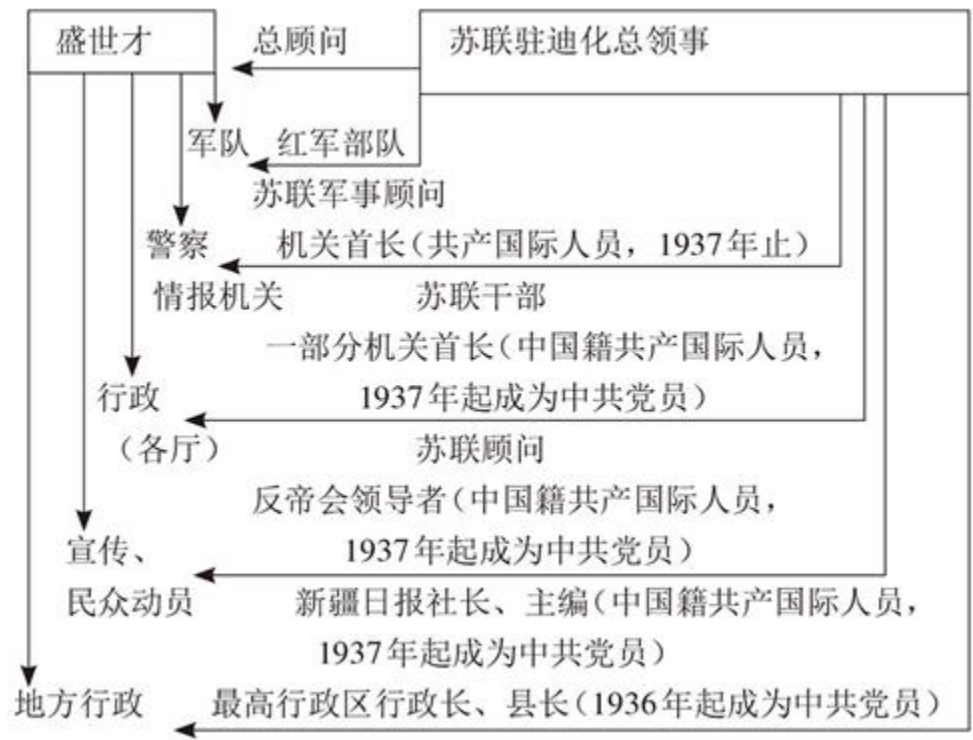 盛世才 总顾问 苏联驻迪化总领事
军队 红军部队
苏联军事顾问
警察 机关首长（共产国际人员，1937年止）
情报机关 苏联干部
一部分机关首长（中国籍共产国际人员，
行政 1937年起成为中共党员）
（各厅） 苏联顾问
反帝会领导者（中国籍共产国际人员，
宣传、 1937年起成为中共党员）
民众动员 新疆日报社长、主编（中国籍共产国际人员，
1937年起成为中共党员）
地方行政 最高行政区行政长、县长（1936年起成为中共党员）